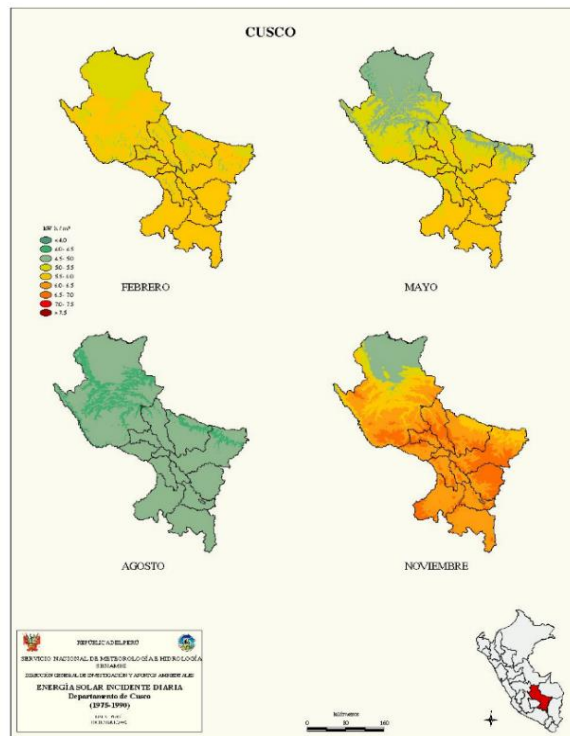 CUSCO
kW h / m²
< 4.0
4.0 - 4.5
4.5 - 5.0
5.0 - 5.5
5.5 - 6.0
6.0 - 6.5
6.5 - 7.0
7.0 - 7.5
> 7.5
FEBRERO
MAYO
AGOSTO
NOVIEMBRE
REPÚBLICA DEL PERÚ
SERVICIO NACIONAL DE METEOROLOGÍA E HIDROLOGÍA
SENAMHI
DIRECCIÓN GENERAL DE INVESTIGACIÓN Y ASUNTOS AMBIENTALES
ENERGÍA SOLAR INCIDENTE DIARIA
Departamento de Cusco
(1975-1990)
kilómetros
80
160